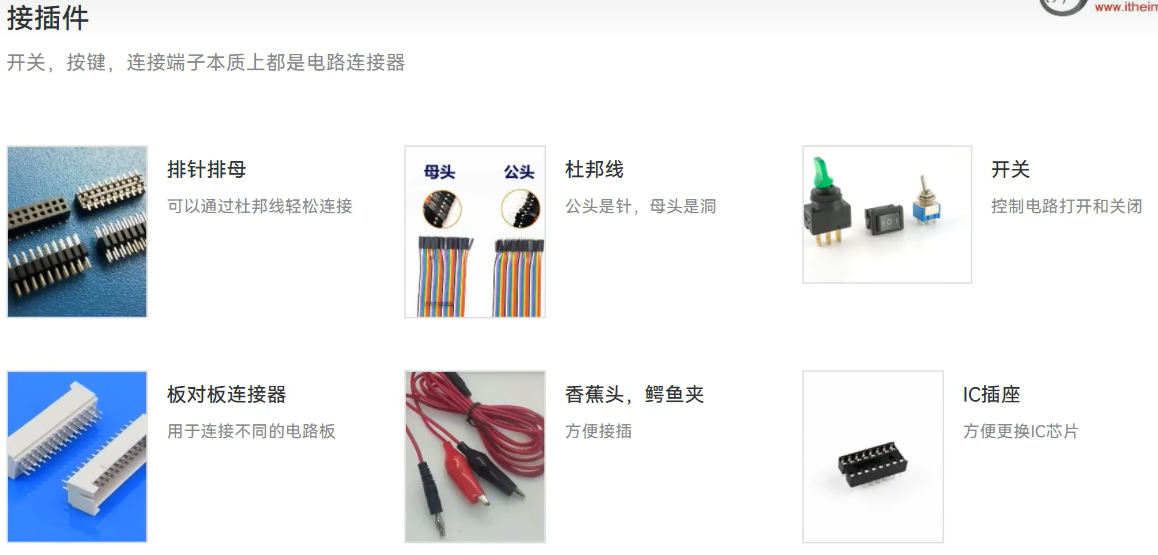 接插件
www.itheim
开关，按键，连接端子本质上都是电路连接器
排针排母
可以通过杜邦线轻松连接
母头
公头
杜邦线
公头是针，母头是洞
开关
控制电路打开和关闭
板对板连接器
用于连接不同的电路板
香蕉头，鳄鱼夹
方便接插
IC插座
方便更换IC芯片